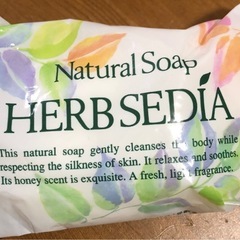 Natural Soap
HERB SEDIA
This natural soap gently cleanses the body while
respecting the silkness of skin. It relaxes and soothes.
Its honey scent is exquisite. A fresh, light fragrance.